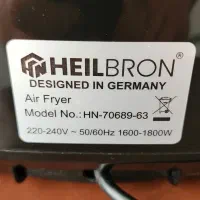 HEILBRON®
DESIGNED IN GERMANY
Air Fryer
Model No.: HN-70689-63
220-240V ~ 50/60Hz 1600-1800W